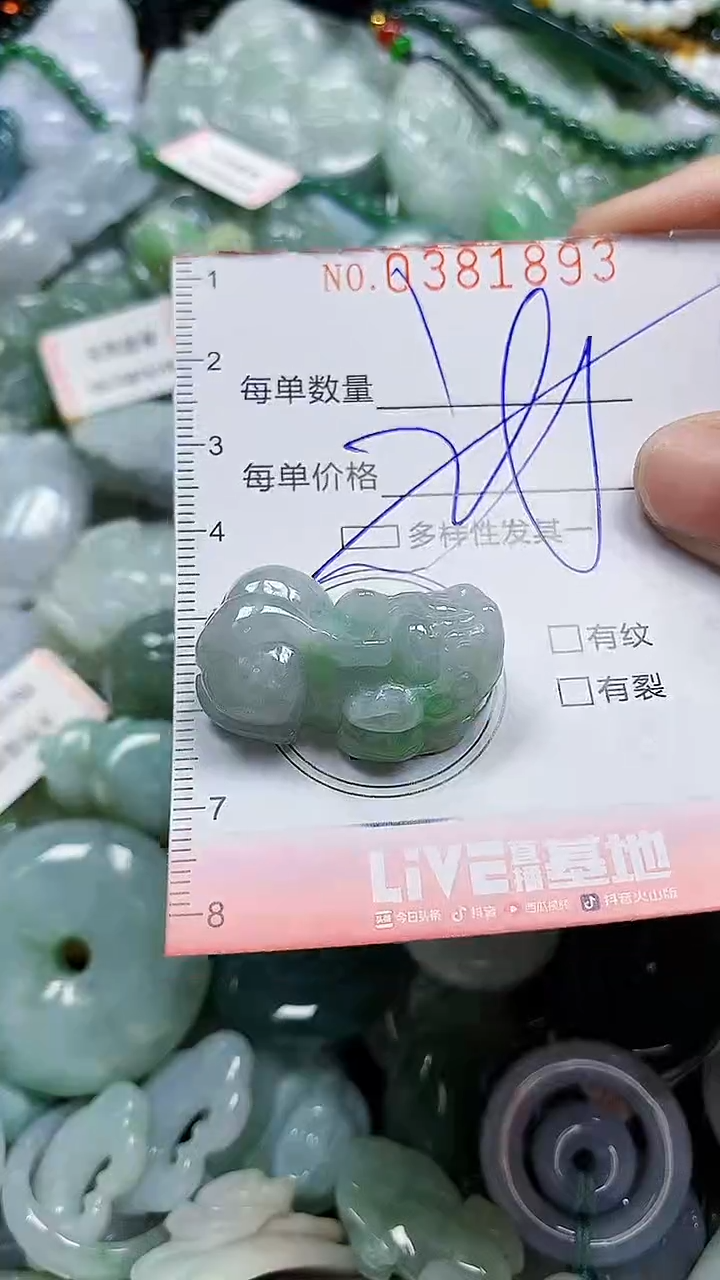 NO.0381893
1
2
每单数量
3
每单价格
4
多样性发其一
有纹
有裂
7
LiVE直播基地
8
今日头条 抖音 西瓜视频 抖音火山版